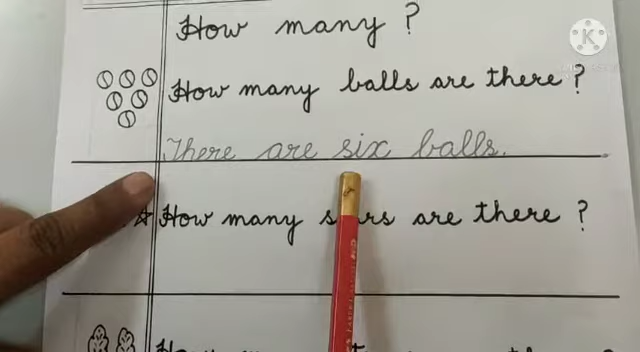 How many ?
How many balls are there ?
There are six balls.
How many are there ?